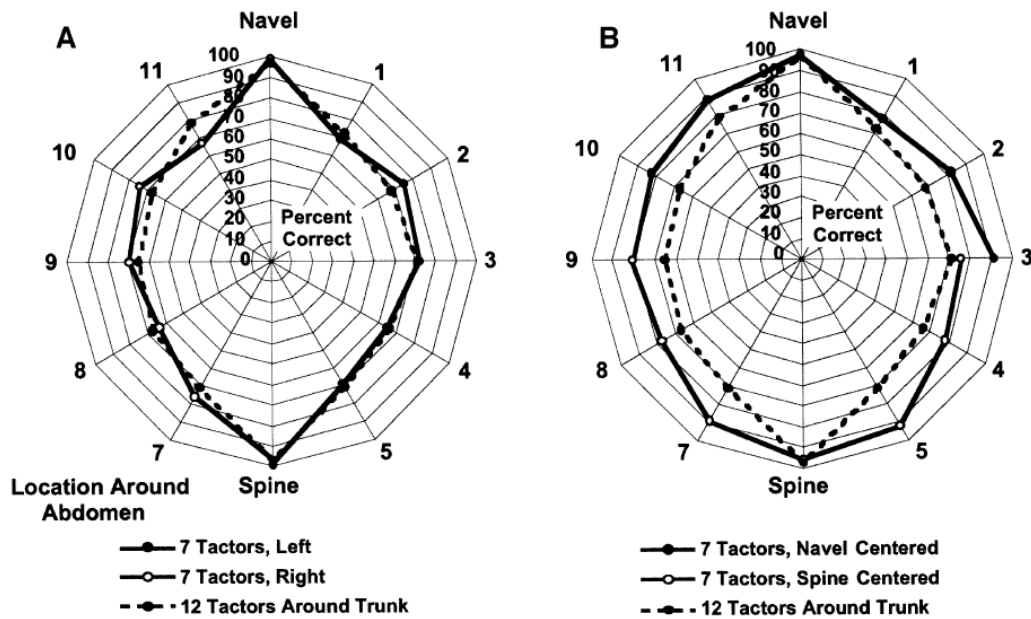 A
Navel
100
90
80
70
60
50
40
30
20
10
0
11
1
10
2
9
3
8
4
7
5
Percent
Correct
Spine
Location Around
Abdomen
7 Tactors, Left
7 Tactors, Right
12 Tactors Around Trunk
B
Navel
100
90
80
70
60
50
40
30
20
10
0
11
1
10
2
9
3
8
4
7
5
Percent
Correct
Spine
7 Tactors, Navel Centered
7 Tactors, Spine Centered
12 Tactors Around Trunk